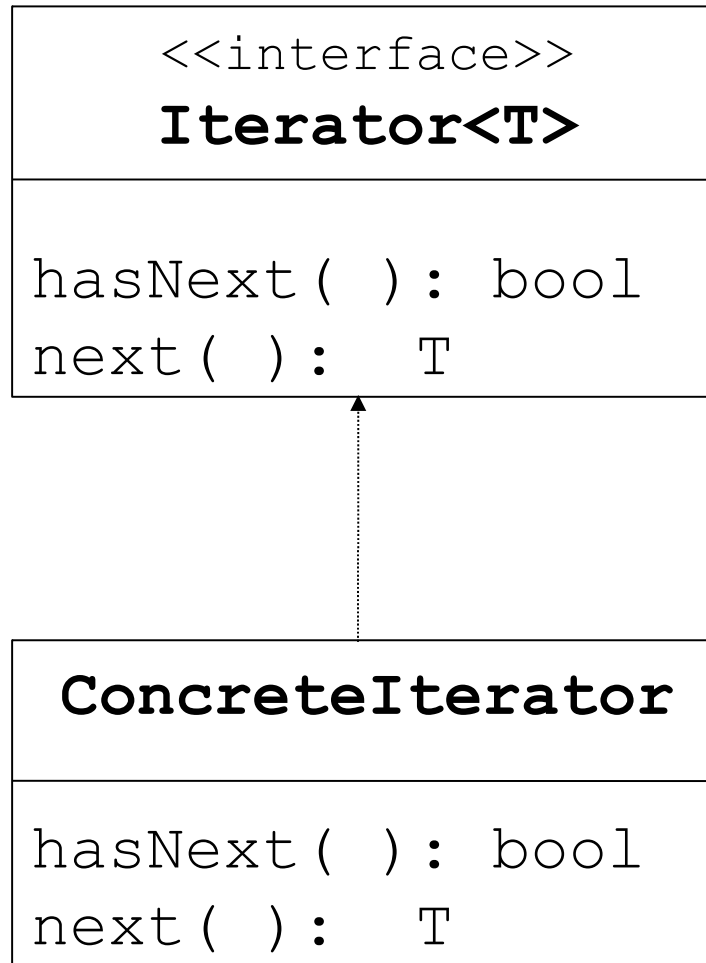 <<interface>>
Iterator<T>
hasNext( ): bool
next( ): T
ConcreteIterator
hasNext( ): bool
next( ): T